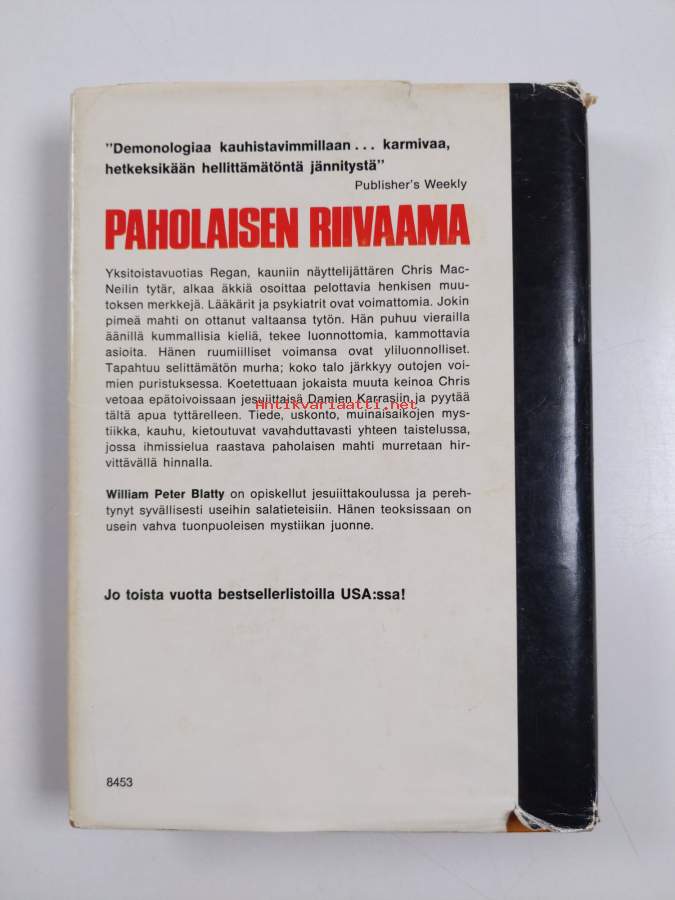 "Demonologiaa kauhistavimmillaan... karmivaa,
hetkeksikään hellittämätöntä jännitystä"
Publisher's Weekly
PAHOLAISEN RIIVAAMA
Yksitoistavuotias Regan, kauniin näyttelijättären Chris Mac-
Neilin tytär, alkaa äkkiä osoittaa pelottavia henkisen muu-
toksen merkkejä. Lääkärit ja psykiatrit ovat voimattomia. Jokin
pimeä mahti on ottanut valtaansa tytön. Hän puhuu vierailla
äänillä kummallisia kieliä, tekee luonnottomia, kammottavia
asioita. Hänen ruumiilliset voimansa ovat yliluonnolliset.
Tapahtuu selittämätön murha; koko talo järkkyy outojen voi-
mien puristuksessa. Koetettuaan jokaista muuta keinoa Chris
vetoaa epätoivoissaan jesuiittaisä Damien Karrasiin ja pyytää
tältä apua tyttärelleen. Tiede, uskonto, muinaisaikojen mys-
tiikka, kauhu, kietoutuvat vavahduttavasti yhteen taistelussa,
jossa ihmissielua raastava paholaisen mahti murretaan hir-
vittävällä hinnalla.
William Peter Blatty on opiskellut jesuiittakoulussa ja pereh-
tynyt syvällisesti useihin salatieteisiin. Hänen teoksissaan on
usein vahva tuonpuoleisen mystiikan juonne.
Jo toista vuotta bestsellerlistoilla USA:ssa!
8453
Antikvariaatti.net